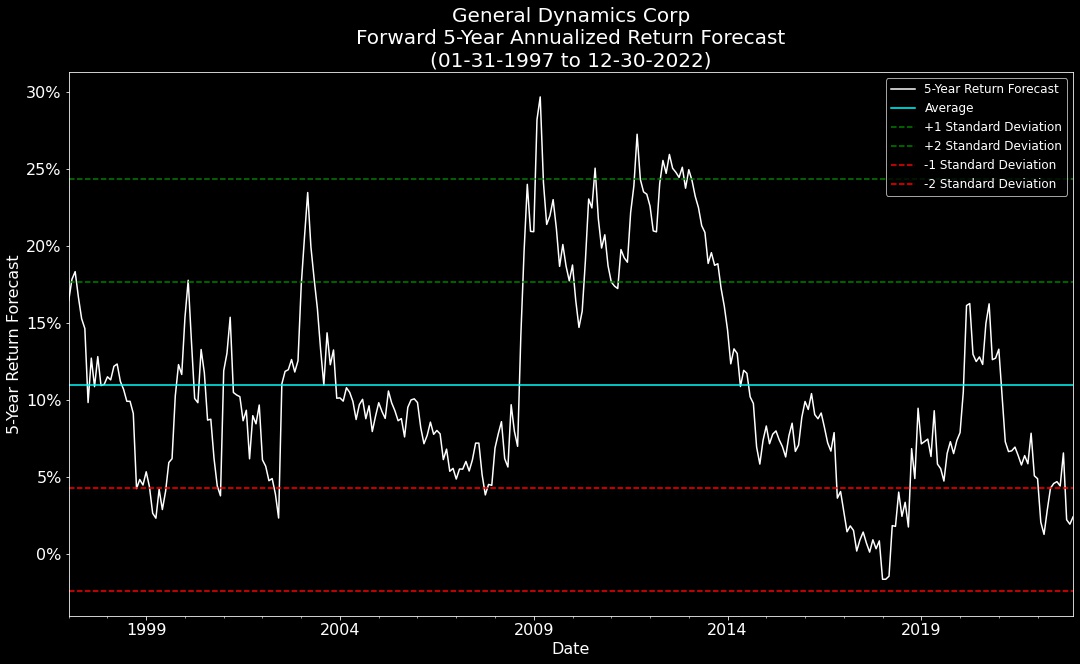 General Dynamics Corp
Forward 5-Year Annualized Return Forecast
(01-31-1997 to 12-30-2022)
5-Year Return Forecast
Average
+1 Standard Deviation
+2 Standard Deviation
-1 Standard Deviation
-2 Standard Deviation
30%
25%
20%
15%
10%
5%
0%
5-Year Return Forecast
1999 2004 2009 2014 2019
Date